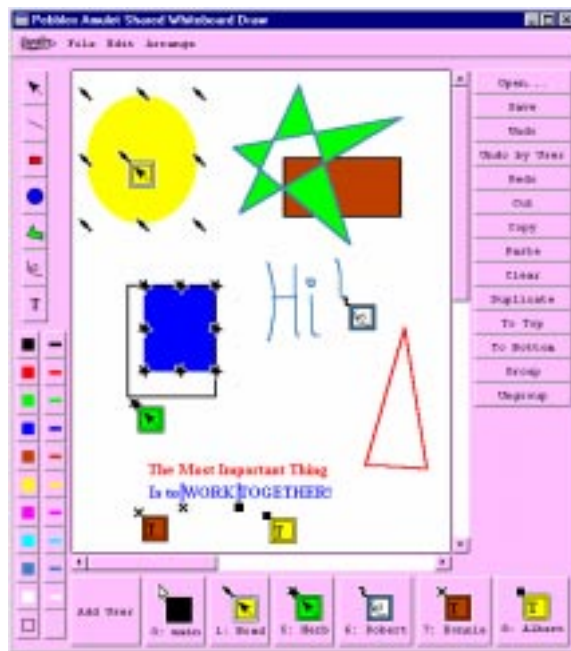 Pebbles Amulet Shared Whiteboard Draw
File Edit Arrange
Open...
Save
Undo
Undo by User
Redo
Cut
Copy
Paste
Clear
Duplicate
To Top
To Bottom
Group
Ungroup
T
Hi
The Most Important Thing
Is to WORK TOGETHER!
T
T
Add User
0: main
1: Brad
5: Herb
6: Robert
7: Bonnie
8: Albert